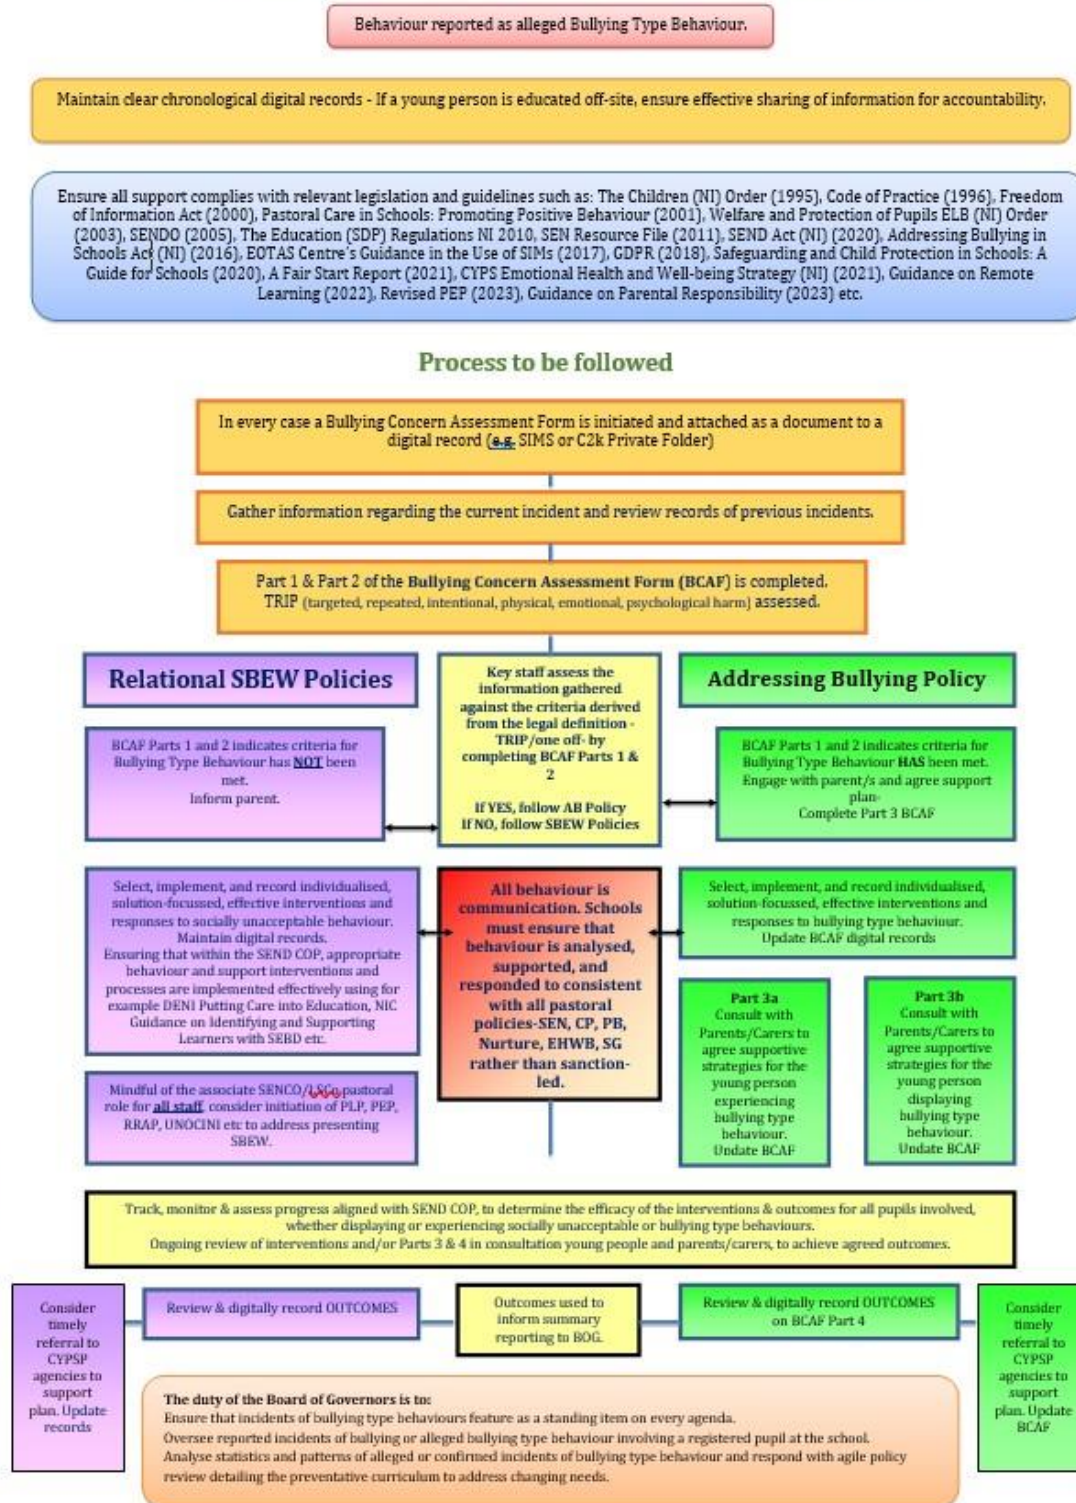 Behaviour reported as alleged Bullying Type Behaviour.
Maintain clear chronological digital records - If a young person is educated off-site, ensure effective sharing of information for accountability.
Ensure all support complies with relevant legislation and guidelines such as: The Children (NI) Order (1995), Code of Practice (1996), Freedom
of Information Act (2000), Pastoral Care in Schools: Promoting Positive Behaviour (2001), Welfare and Protection of Pupils ELB (NI) Order
(2003), SENDO (2005), The Education (SDP) Regulations NI 2010, SEN Resource File (2011), SEND Act (NI) (2020), Addressing Bullying in
Schools Act (NI) (2016), EOTAS Centre's Guidance in the Use of SIMs (2017), GDPR (2018), Safeguarding and Child Protection in Schools: A
Guide for Schools (2020), A Fair Start Report (2021), CYPS Emotional Health and Well-being Strategy (NI) (2021), Guidance on Remote
Learning (2022), Revised PEP (2023), Guidance on Parental Responsibility (2023) etc.
Process to be followed
In every case a Bullying Concern Assessment Form is initiated and attached as a document to a
digital record (e.g. SIMS or C2k Private Folder)
Gather information regarding the current incident and review records of previous incidents.
Part 1 & Part 2 of the Bullying Concern Assessment Form (BCAF) is completed.
TRIP (targeted, repeated, intentional, physical, emotional, psychological harm) assessed.
Relational SBEW Policies
BCAF Parts 1 and 2 indicates criteria for
Bullying Type Behaviour has NOT been
met.
Inform parent.
Key staff assess the
information gathered
against the criteria derived
from the legal definition -
TRIP/one off- by
completing BCAF Parts 1 &
2
If YES, follow AB Policy
If NO, follow SBEW Policies
Addressing Bullying Policy
BCAF Parts 1 and 2 indicates criteria for
Bullying Type Behaviour HAS been met.
Engage with parent/s and agree support
plan-
Complete Part 3 BCAF
Select, implement, and record individualised,
solution-focussed, effective interventions and
responses to socially unacceptable behaviour.
Maintain digital records.
Ensuring that within the SEND COP, appropriate
behaviour and support interventions and
processes are implemented effectively using for
example DENI Putting Care into Education, NIC
Guidance on Identifying and Supporting
Learners with SEBD etc.
Mindful of the associate SENCO/LSCo pastoral
role for all staff, consider initiation of PLP, PEP,
RRAP, UNOCINI etc to address presenting
SBEW.
All behaviour is
communication. Schools
must ensure that
behaviour is analysed,
supported, and
responded to consistent
with all pastoral
policies-SEN, CP, PB,
Nurture, EHWB, SG
rather than sanction-
led.
Select, implement, and record individualised,
solution-focussed, effective interventions and
responses to bullying type behaviour.
Update BCAF digital records
Part 3a
Consult with
Parents/Carers to
agree supportive
strategies for the
young person
experiencing
bullying type
behaviour.
Update BCAF
Part 3b
Consult with
Parents/Carers to
agree supportive
strategies for the
young person
displaying
bullying type
behaviour.
Update BCAF
Track, monitor & assess progress aligned with SEND COP, to determine the efficacy of the interventions & outcomes for all pupils involved,
whether displaying or experiencing socially unacceptable or bullying type behaviours.
Ongoing review of interventions and/or Parts 3 & 4 in consultation young people and parents/carers, to achieve agreed outcomes.
Consider
timely
referral to
CYPSP
agencies to
support
plan. Update
records
Review & digitally record OUTCOMES
Outcomes used to
inform summary
reporting to BOG.
Review & digitally record OUTCOMES
on BCAF Part 4
Consider
timely
referral to
CYPSP
agencies to
support
plan. Update
BCAF
The duty of the Board of Governors is to:
Ensure that incidents of bullying type behaviours feature as a standing item on every agenda.
Oversee reported incidents of bullying or alleged bullying type behaviour involving a registered pupil at the school.
Analyse statistics and patterns of alleged or confirmed incidents of bullying type behaviour and respond with agile policy
review detailing the preventative curriculum to address changing needs.